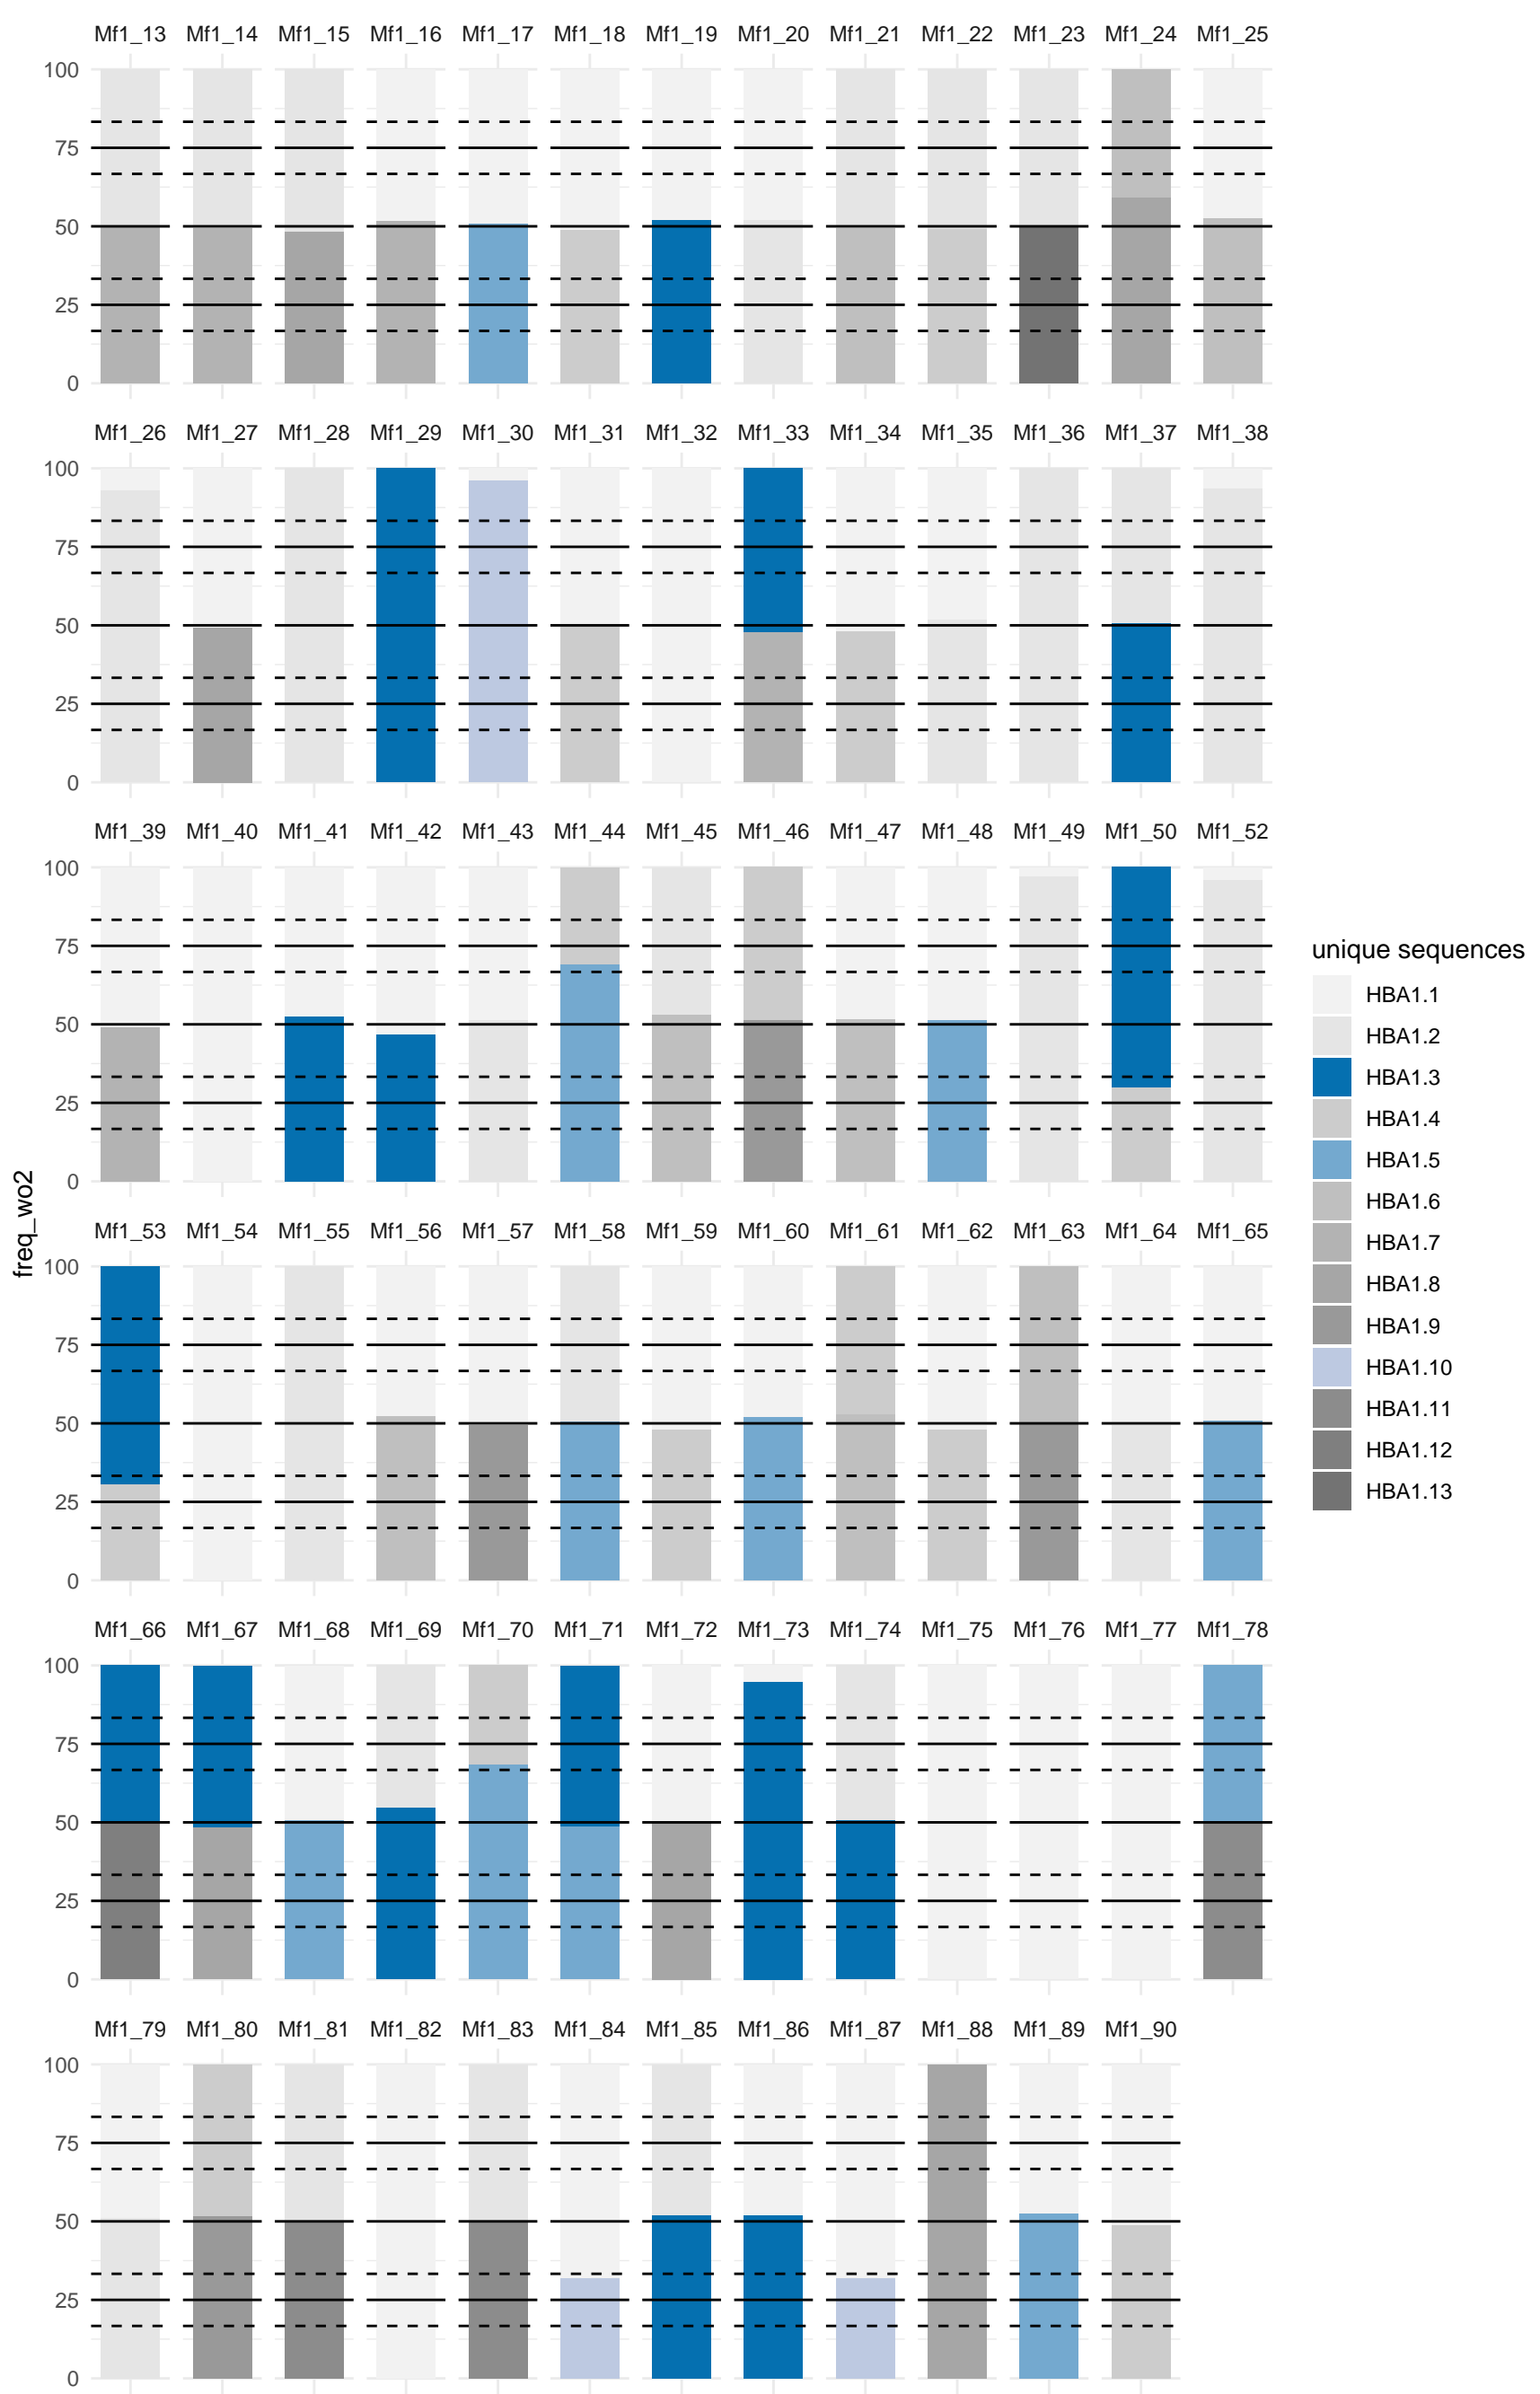 Mf1_13 Mf1_14 Mf1_15 Mf1_16 Mf1_17 Mf1_18 Mf1_19 Mf1_20 Mf1_21 Mf1_22 Mf1_23 Mf1_24 Mf1_25
100
75
50
25
0
Mf1_26 Mf1_27 Mf1_28 Mf1_29 Mf1_30 Mf1_31 Mf1_32 Mf1_33 Mf1_34 Mf1_35 Mf1_36 Mf1_37 Mf1_38
100
75
50
25
0
Mf1_39 Mf1_40 Mf1_41 Mf1_42 Mf1_43 Mf1_44 Mf1_45 Mf1_46 Mf1_47 Mf1_48 Mf1_49 Mf1_50 Mf1_52
100
75
50
25
0
freq_wo2
Mf1_53 Mf1_54 Mf1_55 Mf1_56 Mf1_57 Mf1_58 Mf1_59 Mf1_60 Mf1_61 Mf1_62 Mf1_63 Mf1_64 Mf1_65
100
75
50
25
0
Mf1_66 Mf1_67 Mf1_68 Mf1_69 Mf1_70 Mf1_71 Mf1_72 Mf1_73 Mf1_74 Mf1_75 Mf1_76 Mf1_77 Mf1_78
100
75
50
25
0
Mf1_79 Mf1_80 Mf1_81 Mf1_82 Mf1_83 Mf1_84 Mf1_85 Mf1_86 Mf1_87 Mf1_88 Mf1_89 Mf1_90
100
75
50
25
0
unique sequences
HBA1.1
HBA1.2
HBA1.3
HBA1.4
HBA1.5
HBA1.6
HBA1.7
HBA1.8
HBA1.9
HBA1.10
HBA1.11
HBA1.12
HBA1.13